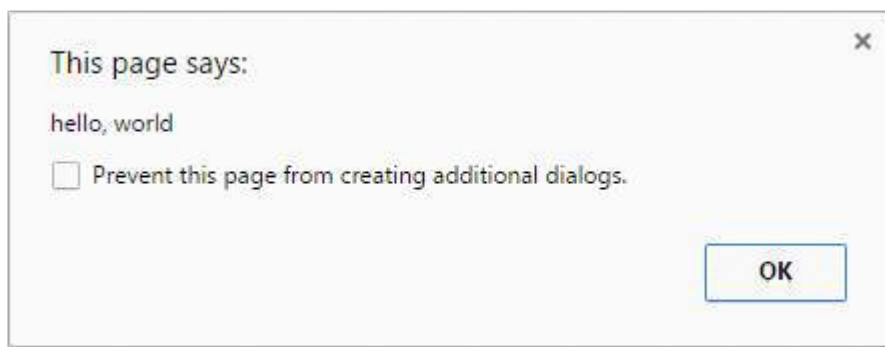 This page says:
hello, world
Prevent this page from creating additional dialogs.
OK